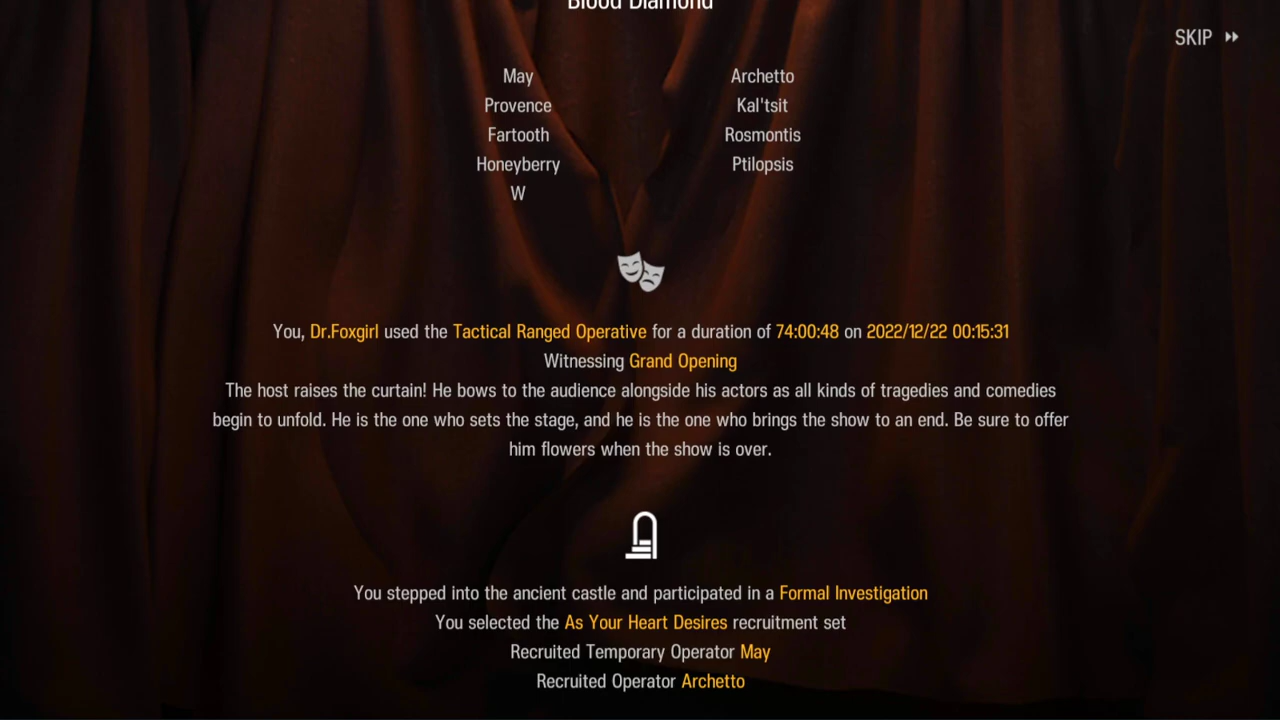 Blood Diamond
SKIP
May
Archetto
Provence
Kal'tsit
Fartooth
Rosmontis
Honeyberry
Ptilopsis
W
You, Dr.Foxgirl used the Tactical Ranged Operative for a duration of 74:00:48 on 2022/12/22 00:15:31
Witnessing Grand Opening
The host raises the curtain! He bows to the audience alongside his actors as all kinds of tragedies and comedies
begin to unfold. He is the one who sets the stage, and he is the one who brings the show to an end. Be sure to offer
him flowers when the show is over.
You stepped into the ancient castle and participated in a Formal Investigation
You selected the As Your Heart Desires recruitment set
Recruited Temporary Operator May
Recruited Operator Archetto